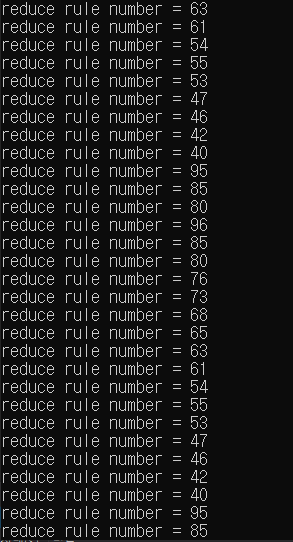 reduce rule number = 63
reduce rule number = 61
reduce rule number = 54
reduce rule number = 55
reduce rule number = 53
reduce rule number = 47
reduce rule number = 46
reduce rule number = 42
reduce rule number = 40
reduce rule number = 95
reduce rule number = 85
reduce rule number = 80
reduce rule number = 96
reduce rule number = 85
reduce rule number = 80
reduce rule number = 76
reduce rule number = 73
reduce rule number = 68
reduce rule number = 65
reduce rule number = 63
reduce rule number = 61
reduce rule number = 54
reduce rule number = 55
reduce rule number = 53
reduce rule number = 47
reduce rule number = 46
reduce rule number = 42
reduce rule number = 40
reduce rule number = 95
reduce rule number = 85